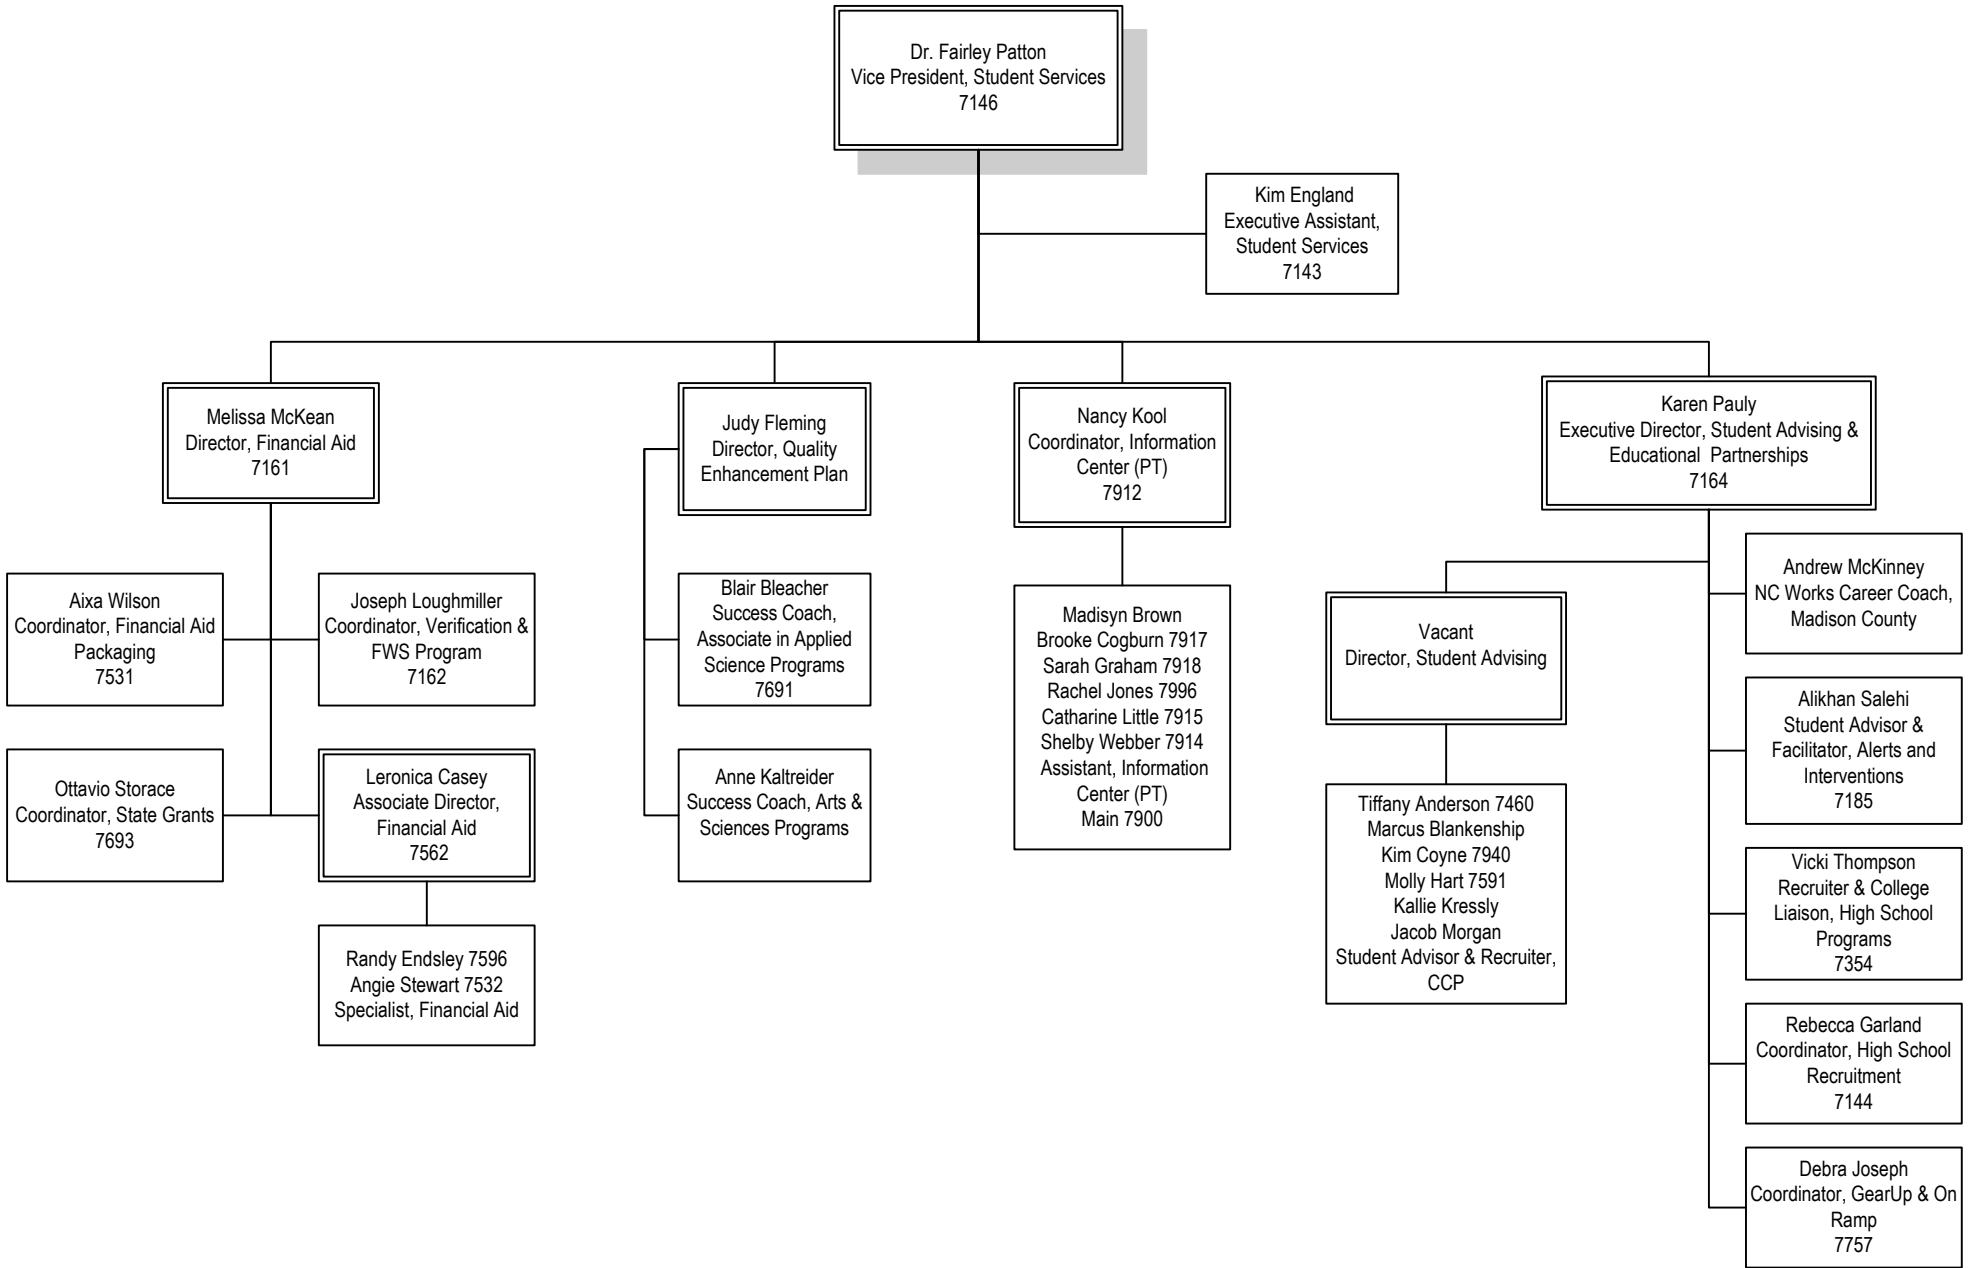 Dr. Fairley Patton
Vice President, Student Services
7146
Kim England
Executive Assistant,
Student Services
7143
Melissa McKean
Director, Financial Aid
7161
Judy Fleming
Director, Quality
Enhancement Plan
Nancy Kool
Coordinator, Information
Center (PT)
7912
Karen Pauly
Executive Director, Student Advising &
Educational Partnerships
7164
Aixa Wilson
Coordinator, Financial Aid
Packaging
7531
Joseph Loughmiller
Coordinator, Verification &
FWS Program
7162
Ottavio Storace
Coordinator, State Grants
7693
Leronica Casey
Associate Director,
Financial Aid
7562
Randy Endsley 7596
Angie Stewart 7532
Specialist, Financial Aid
Blair Bleacher
Success Coach,
Associate in Applied
Science Programs
7691
Anne Kaltreider
Success Coach, Arts &
Sciences Programs
Madisyn Brown
Brooke Cogburn 7917
Sarah Graham 7918
Rachel Jones 7996
Catharine Little 7915
Shelby Webber 7914
Assistant, Information
Center (PT)
Main 7900
Vacant
Director, Student Advising
Tiffany Anderson 7460
Marcus Blankenship
Kim Coyne 7940
Molly Hart 7591
Kallie Kressly
Jacob Morgan
Student Advisor & Recruiter,
CCP
Andrew McKinney
NC Works Career Coach,
Madison County
Alikhan Salehi
Student Advisor &
Facilitator, Alerts and
Interventions
7185
Vicki Thompson
Recruiter & College
Liaison, High School
Programs
7354
Rebecca Garland
Coordinator, High School
Recruitment
7144
Debra Joseph
Coordinator, GearUp & On
Ramp
7757